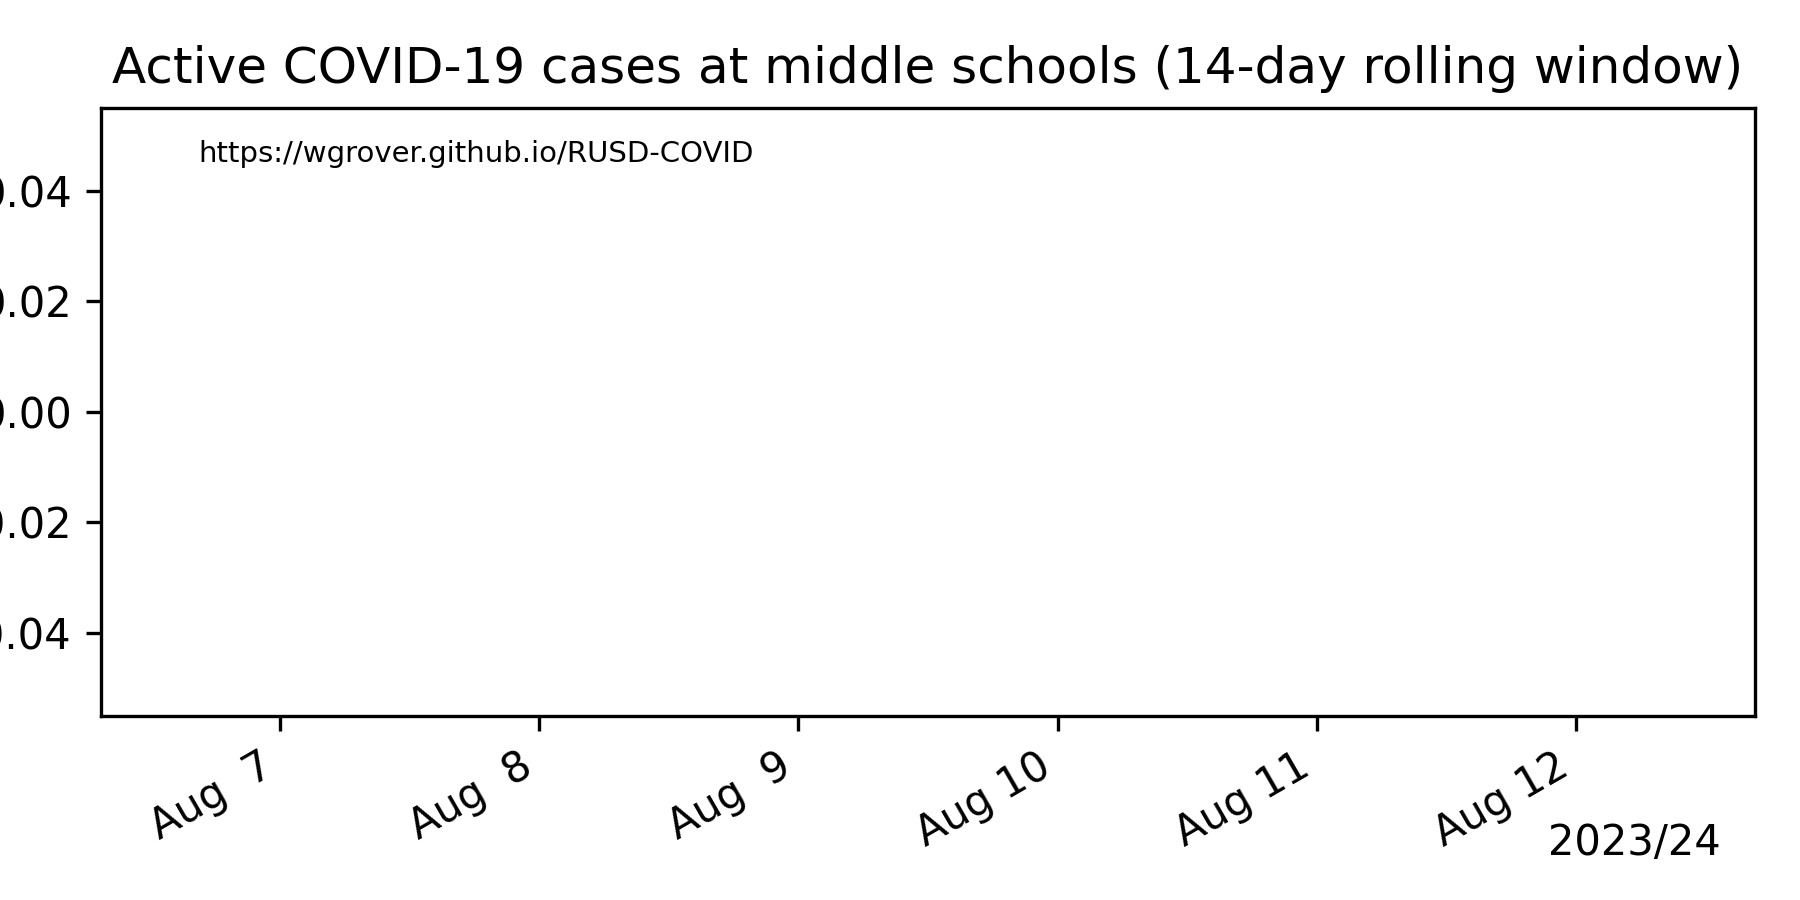 Active COVID-19 cases at middle schools (14-day rolling window)
https://wgrover.github.io/RUSD-COVID
0.04
0.02
0.00
0.02
0.04
Aug 7
Aug 8
Aug 9
Aug 10
Aug 11
Aug 12
2023/24